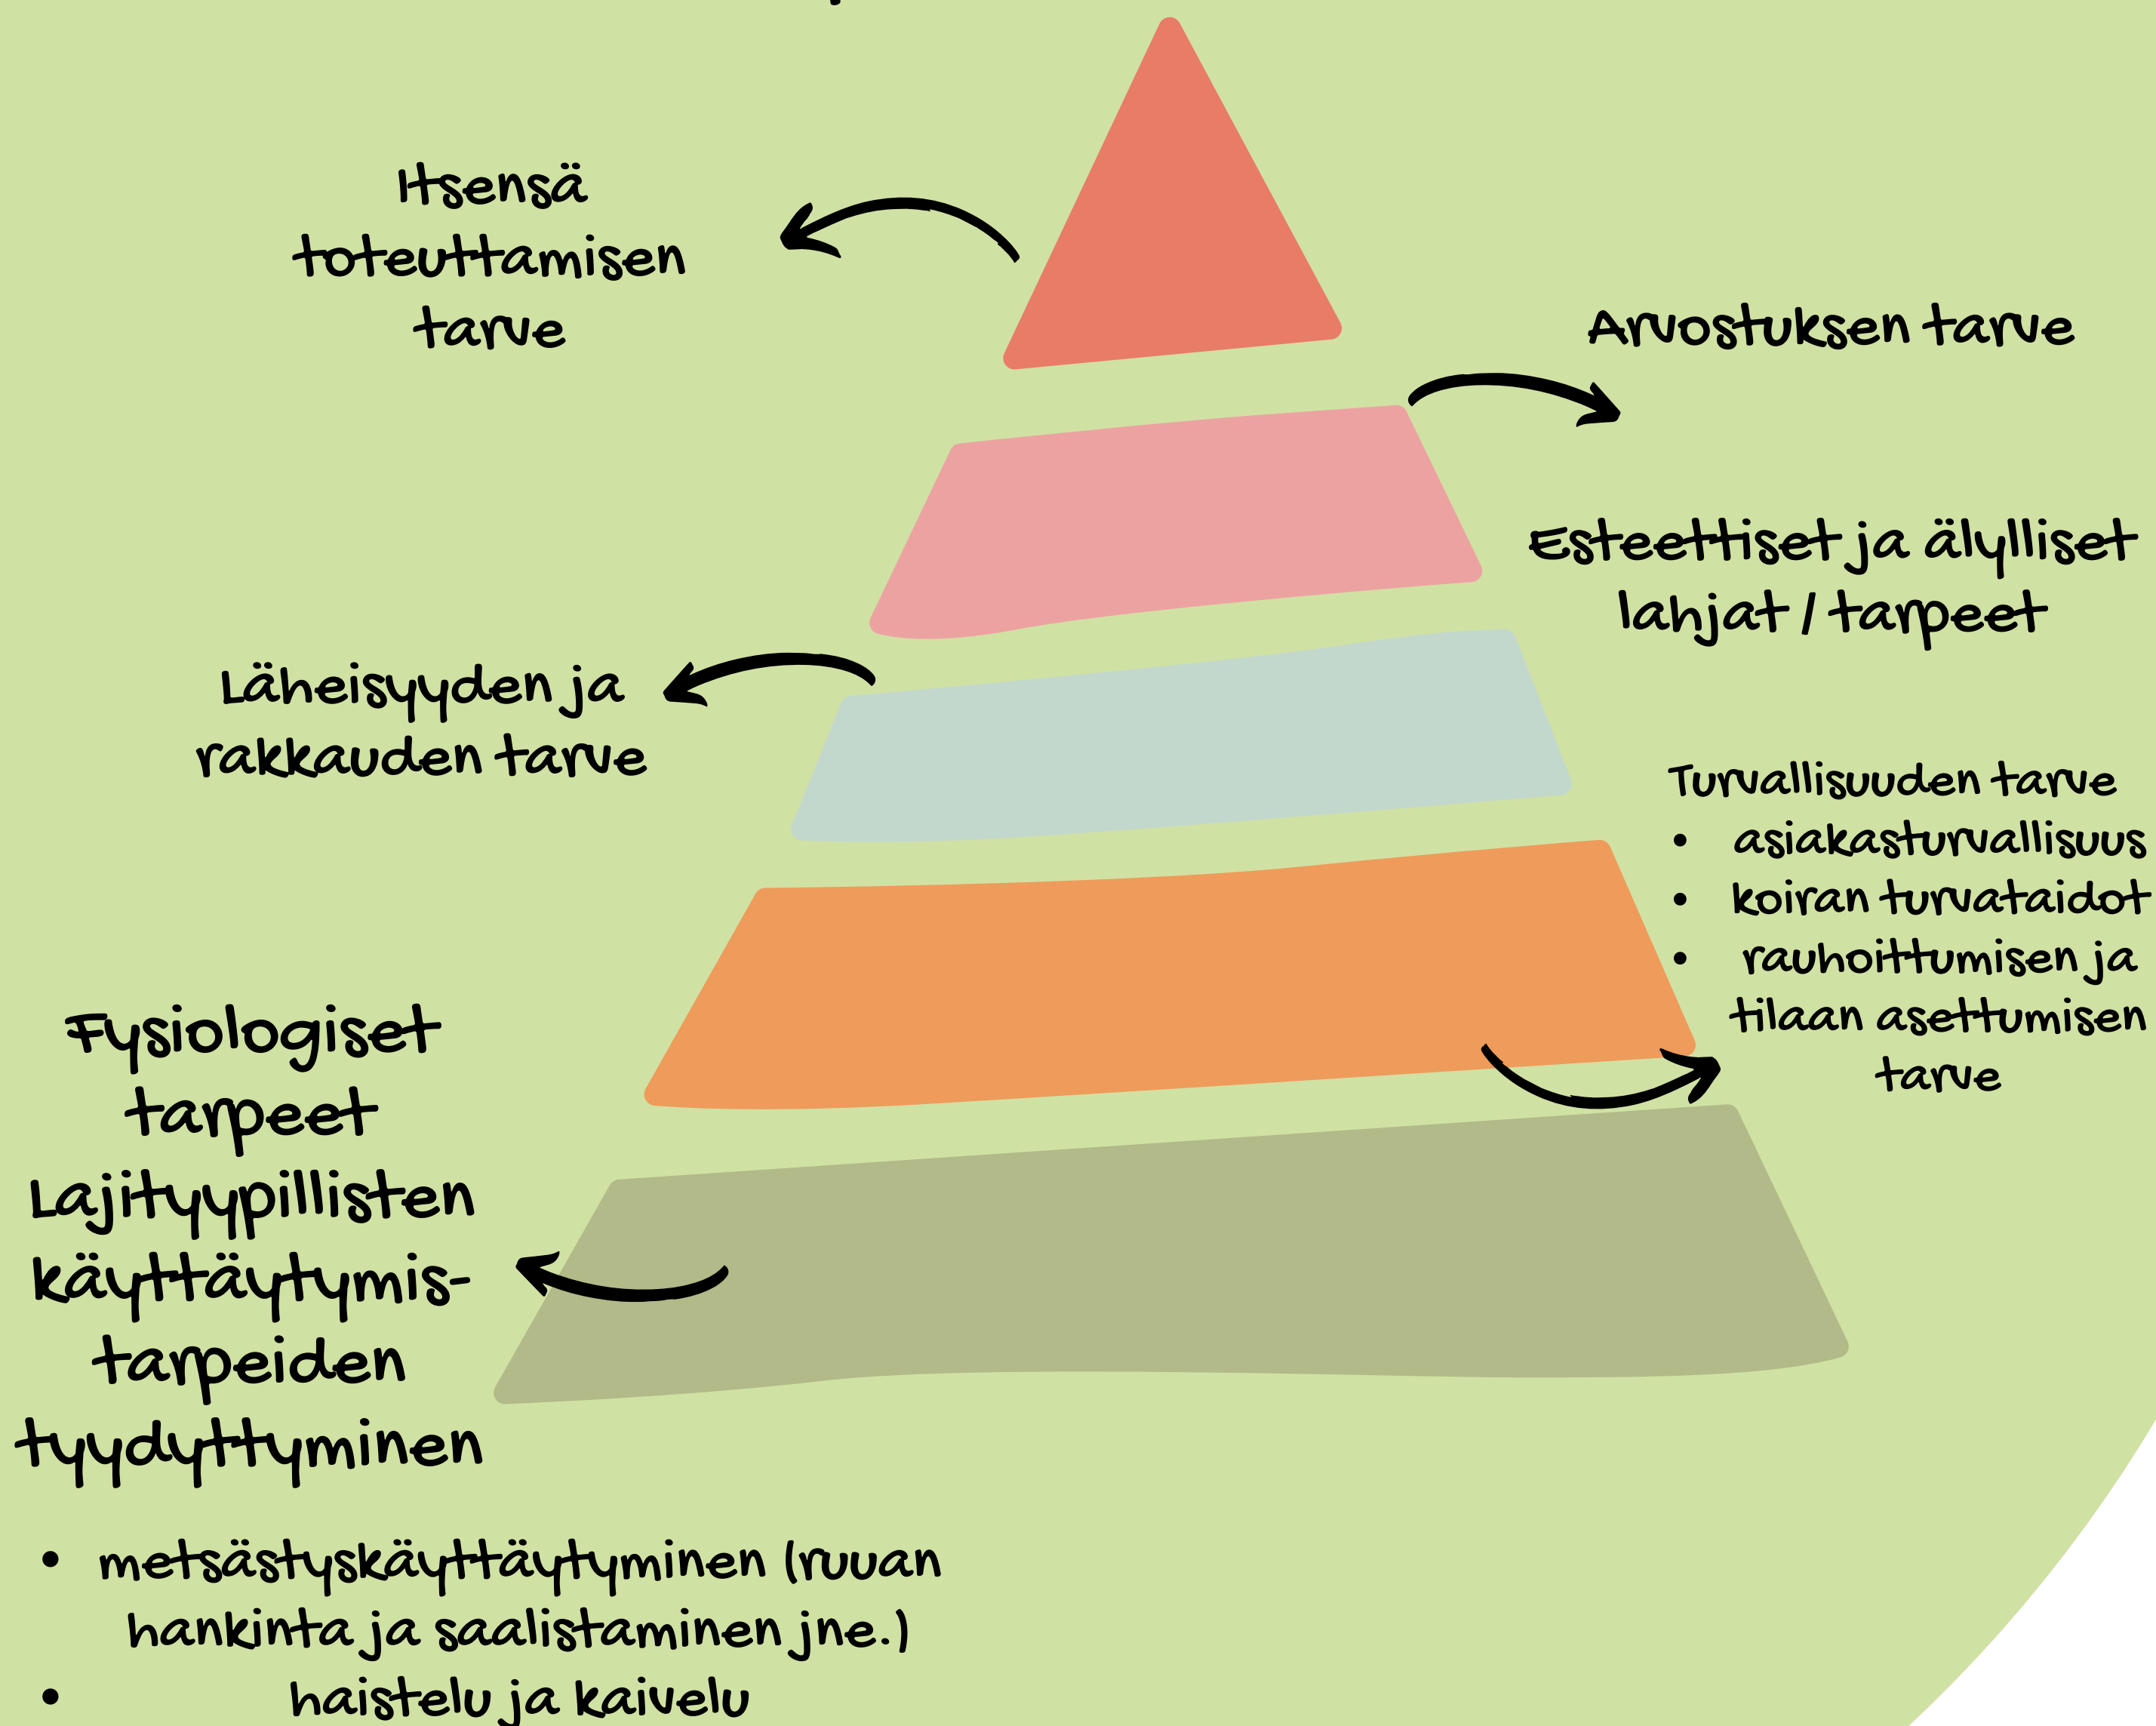 Itsensä
toteuttamisen
tarve
Arvostuksen tarve
Esteettiset ja älylliset
lahjat / tarpeet
Läheisyyden ja
rakkauden tarve
Turvallisuuden tarve
• asiakasturvallisuus
• koiran turvataidot
• rauhoittumisen ja
tilaan asettumisen
tarve
Fysiologiset
tarpeet
Lajityypillisten
käyttäytymis-
tarpeiden
tyydyttyminen
• metsästyskäyttäytyminen (ruuan
hankinta ja saalistaminen jne.)
• haistelu ja kaivelu